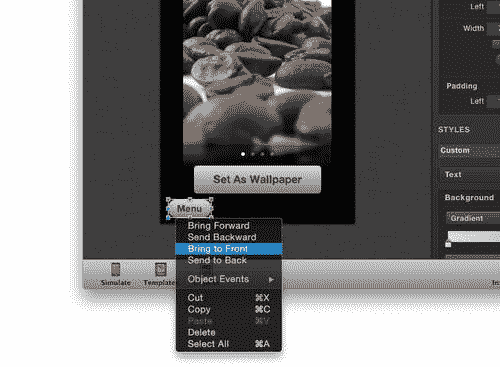 Left
Width
Padding
Left
STYLES
Custom
Text
Background
Gradient
Set As Wallpaper
Menu
Bring Forward
Send Backward
Bring to Front
Send to Back
Object Events ▶
Cut ⌘X
Copy ⌘C
Paste ⌘V
Delete
Select All ⌘A
Simulate
Template